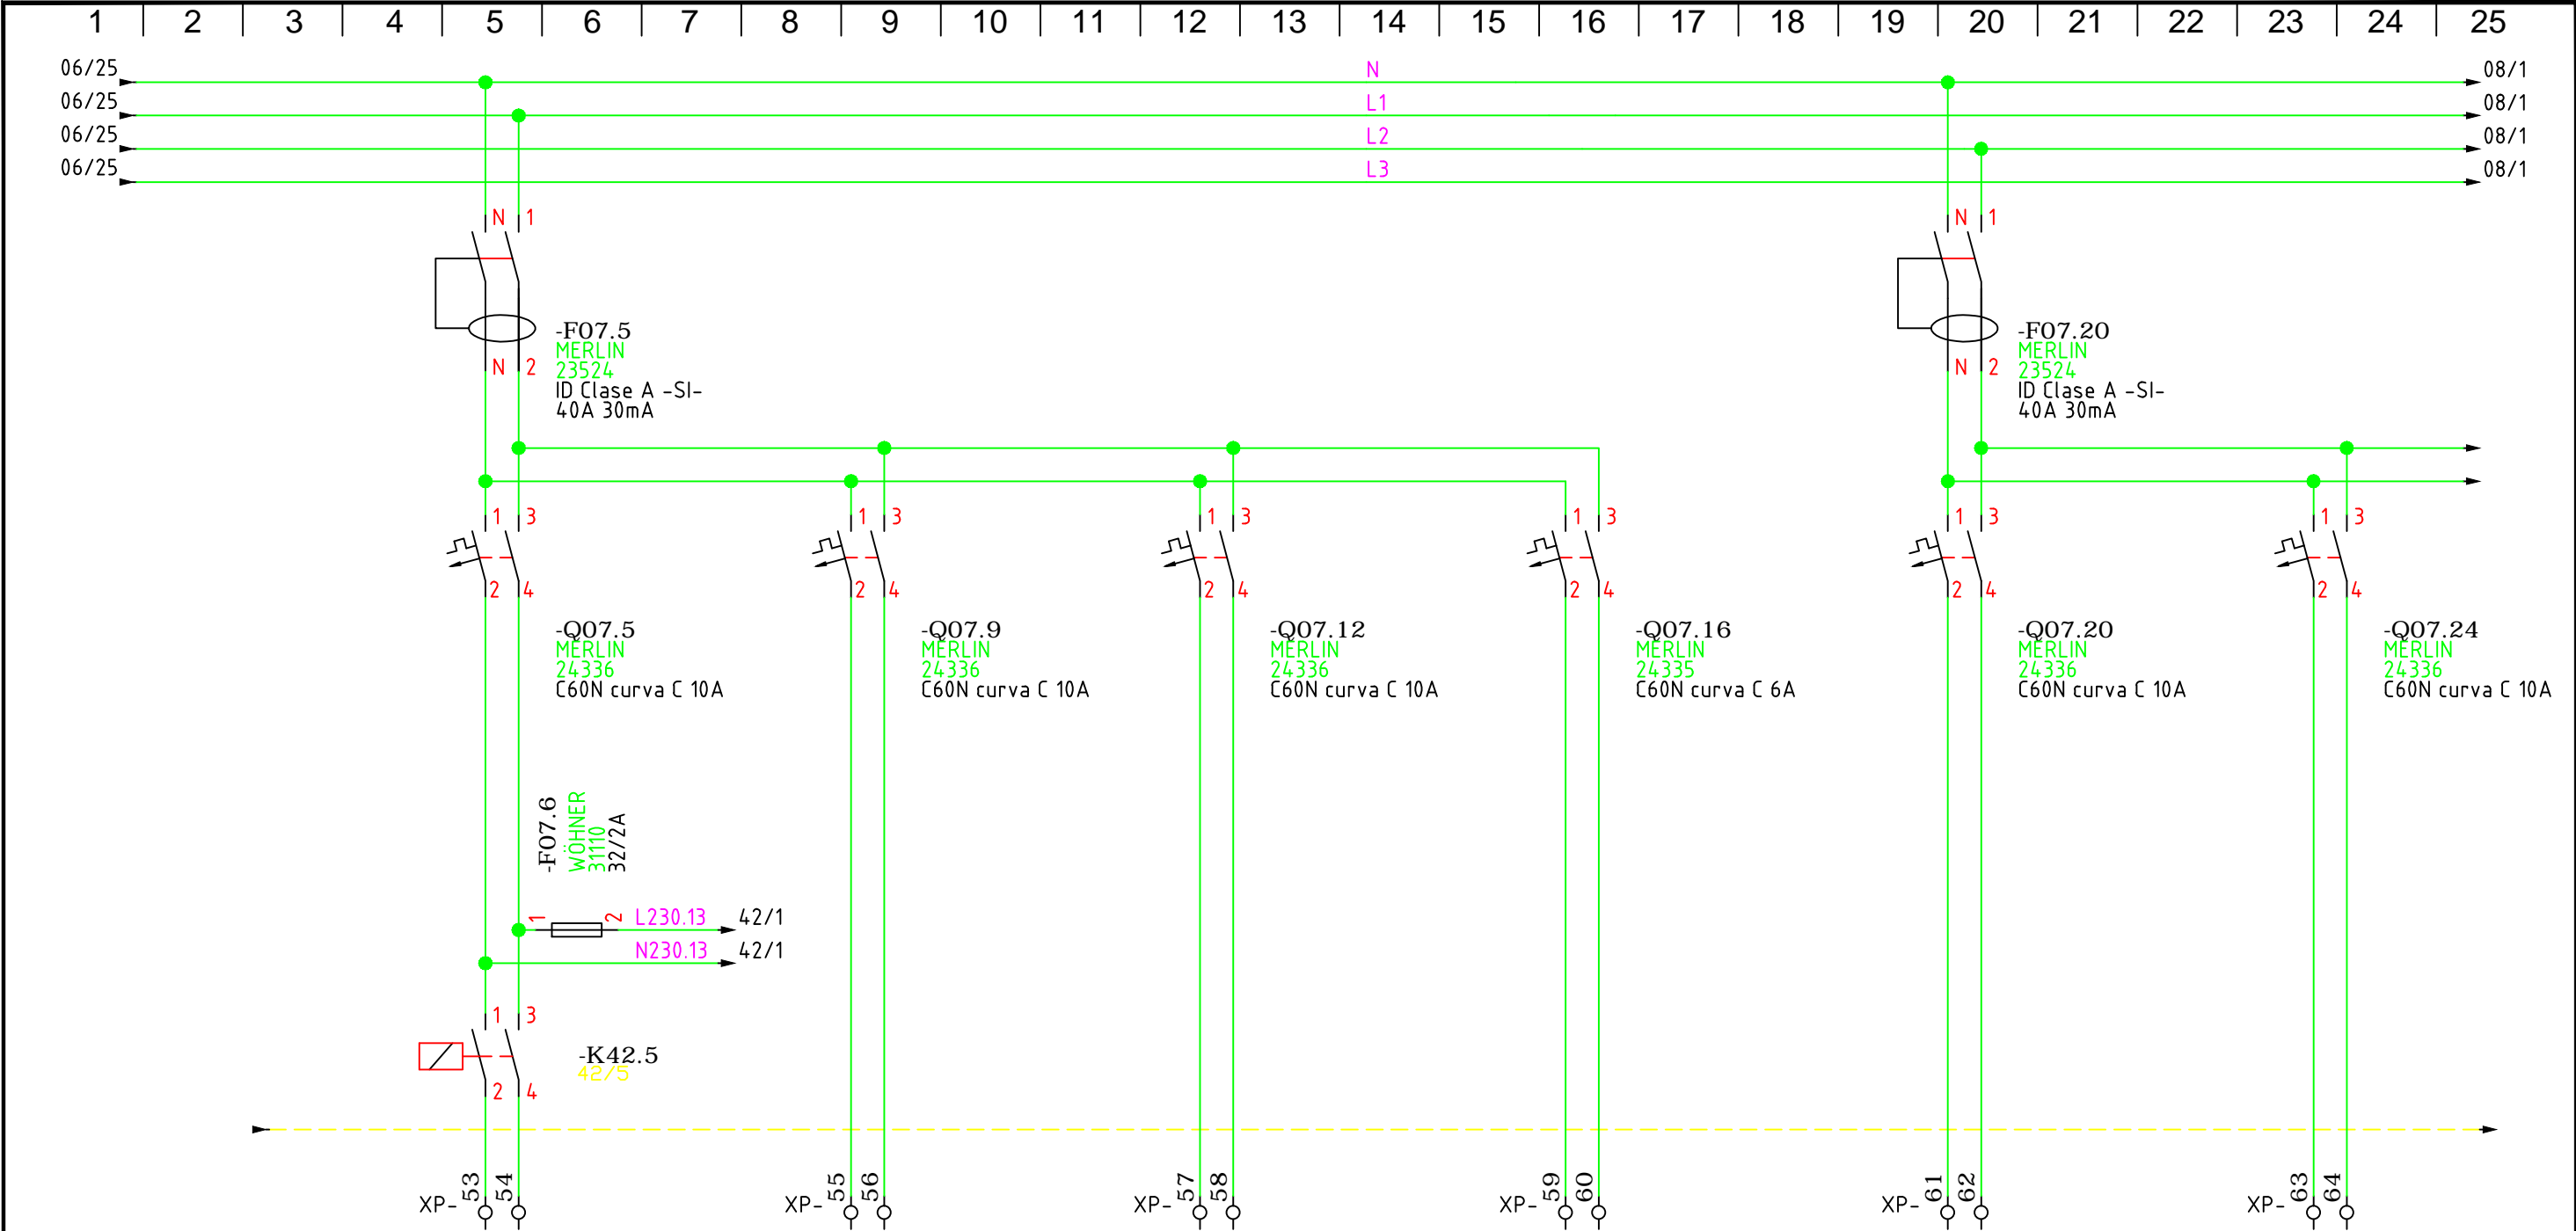 1 2 3 4 5 6 7 8 9 10 11 12 13 14 15 16 17 18 19 20 21 22 23 24 25
06/25 N 08/1
06/25 L1 08/1
06/25 L2 08/1
06/25 L3 08/1
N 1 N 1
-F07.5 -F07.20
MERLIN MERLIN
23524 23524
N 2 N 2
ID Clase A -SI- ID Clase A -SI-
40A 30mA 40A 30mA
1 3 1 3 1 3 1 3 1 3 1 3
2 4 2 4 2 4 2 4 2 4 2 4
-Q07.5 -Q07.9 -Q07.12 -Q07.16 -Q07.20 -Q07.24
MERLIN MERLIN MERLIN MERLIN MERLIN MERLIN
24336 24336 24336 24335 24336 24336
C60N curva C 10A C60N curva C 10A C60N curva C 10A C60N curva C 6A C60N curva C 10A C60N curva C 10A
-F07.6
WÖHNER
31110
32/2A
1 2 L230.13 42/1
N230.13 42/1
1 3
-K42.5
42/5
2 4
53 54 55 56 57 58 59 60 61 62 63 64
XP- XP- XP- XP- XP- XP-